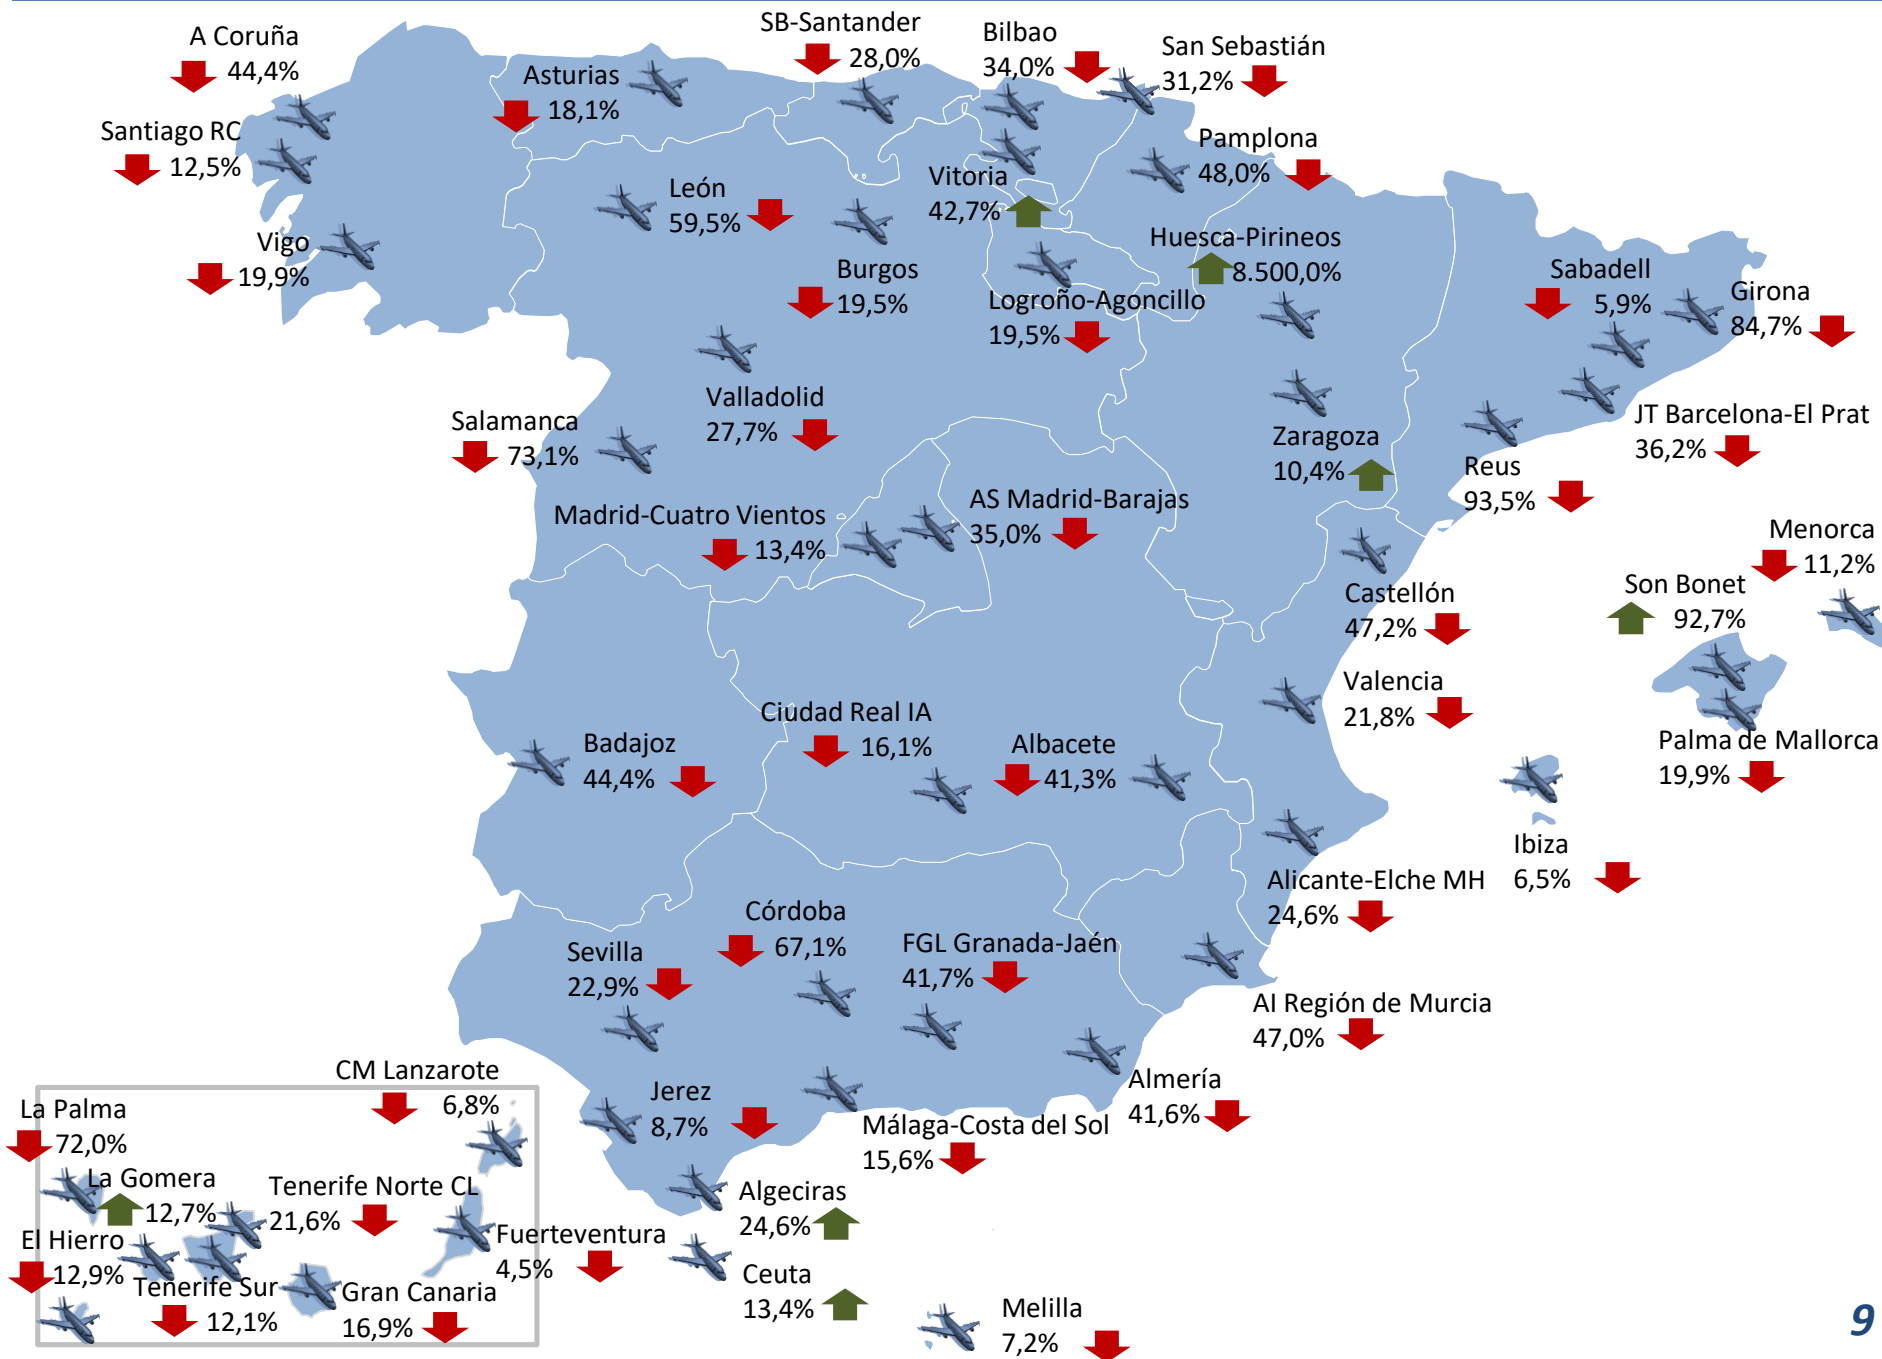 SB-Santander
28,0%
Bilbao
34,0%
San Sebastián
31,2%
A Coruña
44,4%
Asturias
18,1%
Santiago RC
12,5%
Pamplona
48,0%
León
59,5%
Vitoria
42,7%
Vigo
19,9%
Huesca-Pirineos
8.500,0%
Burgos
19,5%
Logroño-Agoncillo
19,5%
Sabadell
5,9%
Girona
84,7%
Valladolid
27,7%
Salamanca
73,1%
JT Barcelona-El Prat
36,2%
Zaragoza
10,4%
Reus
93,5%
Madrid-Cuatro Vientos
13,4%
AS Madrid-Barajas
35,0%
Menorca
11,2%
Son Bonet
92,7%
Castellón
47,2%
Valencia
21,8%
Ciudad Real IA
16,1%
Badajoz
44,4%
Albacete
41,3%
Palma de Mallorca
19,9%
Ibiza
6,5%
Alicante-Elche MH
24,6%
Córdoba
67,1%
Sevilla
22,9%
FGL Granada-Jaén
41,7%
AI Región de Murcia
47,0%
CM Lanzarote
6,8%
Jerez
8,7%
Almería
41,6%
La Palma
72,0%
Málaga-Costa del Sol
15,6%
La Gomera
12,7%
Tenerife Norte CL
21,6%
Algeciras
24,6%
El Hierro
12,9%
Fuerteventura
4,5%
Tenerife Sur
12,1%
Gran Canaria
16,9%
Ceuta
13,4%
Melilla
7,2%
9